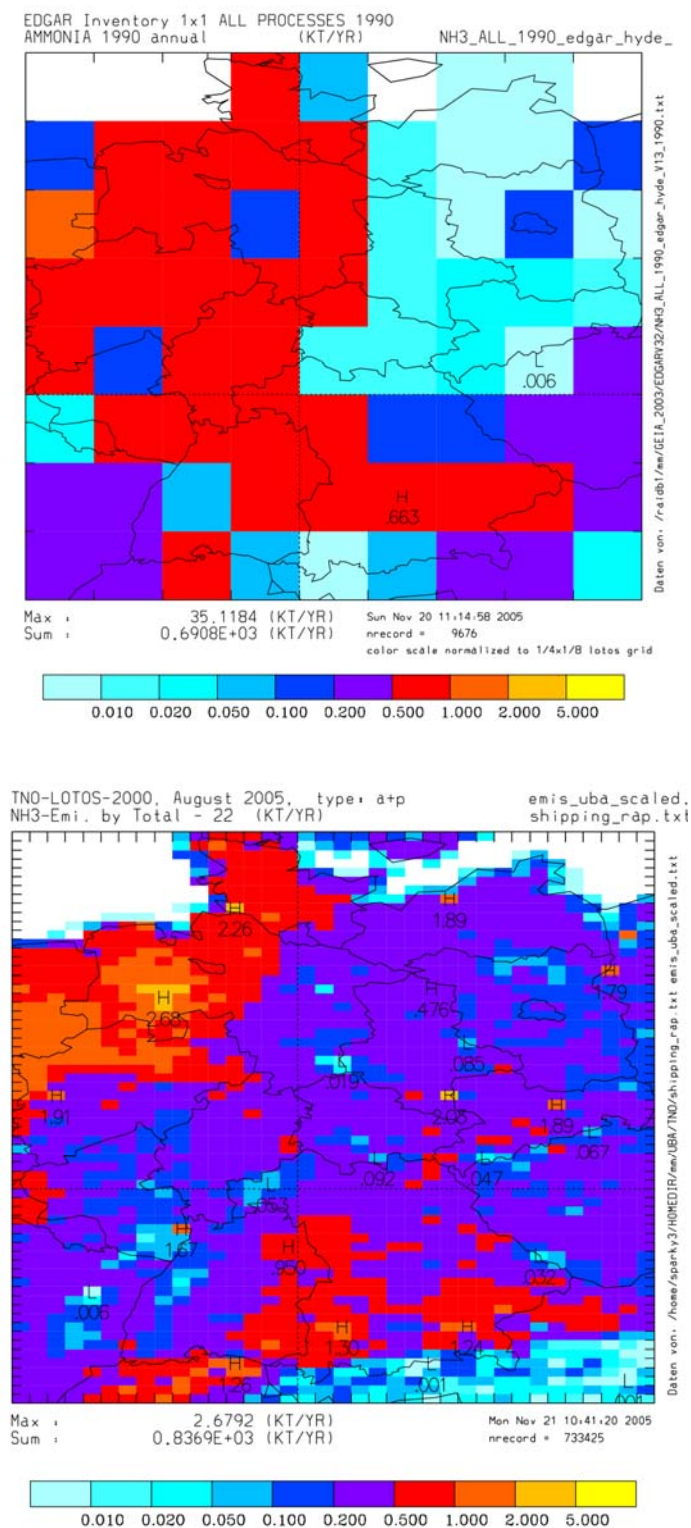 EDGAR Inventory 1x1 ALL PROCESSES 1990
AMMONIA 1990 annual (KT/YR) NH3_ALL_1990_edgar_hyde_
Daten von: /raidb1/mm/GEIA_2003/EDGARV32/NH3_ALL_1990_edgar_hyde_V13_1990.txt
L
.006
H
.663
Max : 35.1184 (KT/YR) Sun Nov 20 11:14:58 2005
Sum : 0.6908E+03 (KT/YR) nrecord = 9676
color scale normalized to 1/4x1/8 lotos grid
0.010 0.020 0.050 0.100 0.200 0.500 1.000 2.000 5.000
TNO-LOTOS-2000, August 2005, type: a+p emis_uba_scaled.
NH3-Emi. by Total - 22 (KT/YR) shipping_rap.txt
Daten von: /home/sparky3/HOMEDIR/mm/UBA/TNO/shipping_rap.txt emis_uba_scaled.txt
H
2.26
H
1.89
H
1.79
H
2.68
H
.476
L
.085
L
.019
H
1.91
H
2.03
H
1.89
L
.067
L
.092
L
.047
L
.053
H
1.67
H
.950
L
.032
L
.006
H
1.30
H
1.24
H
1.26
L
.001
L
.001
Max : 2.6792 (KT/YR) Mon Nov 21 10:41:20 2005
Sum : 0.8369E+03 (KT/YR) nrecord = 733425
0.010 0.020 0.050 0.100 0.200 0.500 1.000 2.000 5.000